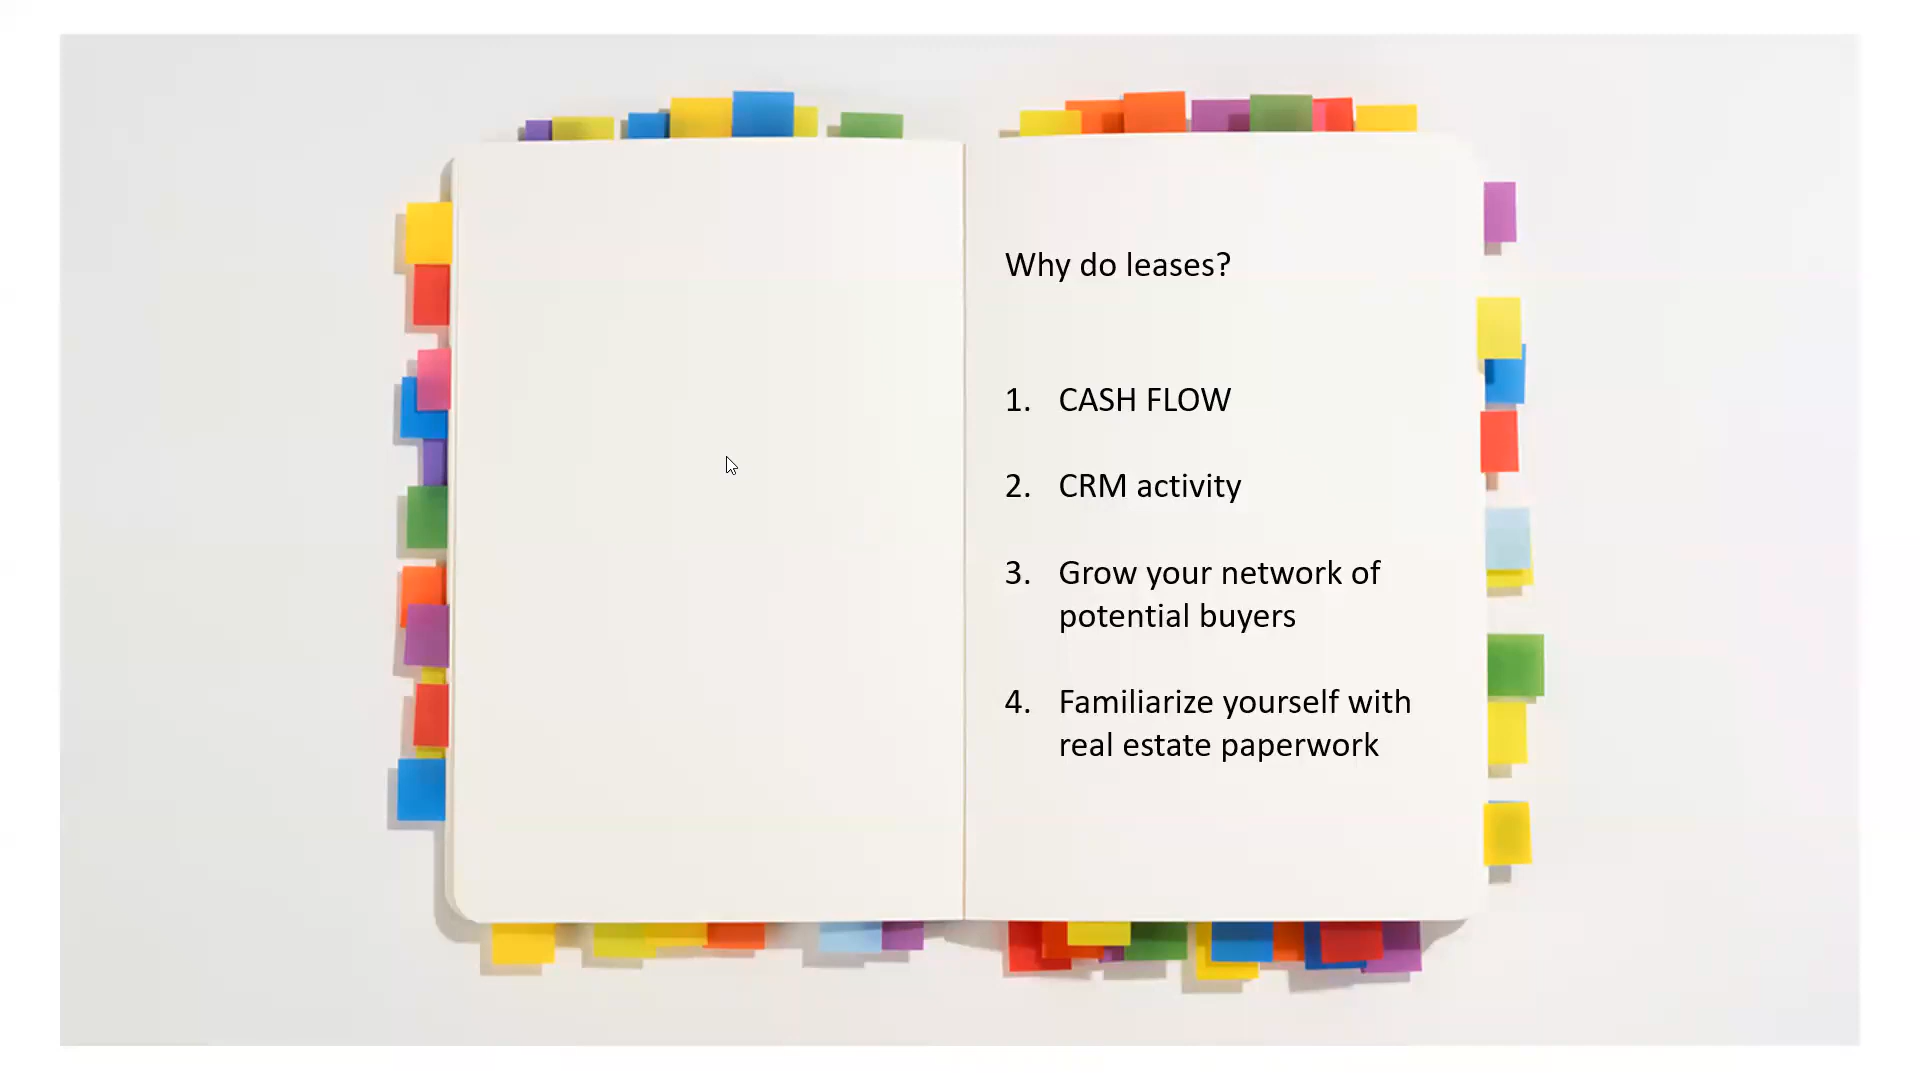 Why do leases?
1. CASH FLOW
2. CRM activity
3. Grow your network of
potential buyers
4. Familiarize yourself with
real estate paperwork